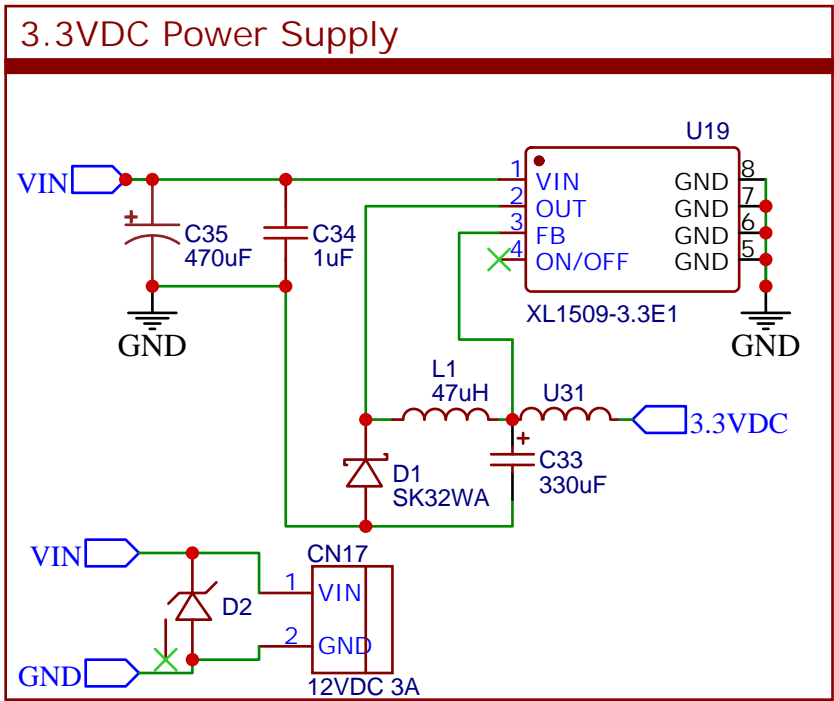 3.3VDC Power Supply
U19
VIN
1 VIN GND 8
2 OUT GND 7
3 FB GND 6
4 ON/OFF GND 5
+ C35
470uF
C34
1uF
XL1509-3.3E1
GND
GND
L1
47uH
U31
3.3VDC
+ C33
330uF
D1
SK32WA
VIN
CN17
1 VIN
D2
2 GND
GND
12VDC 3A